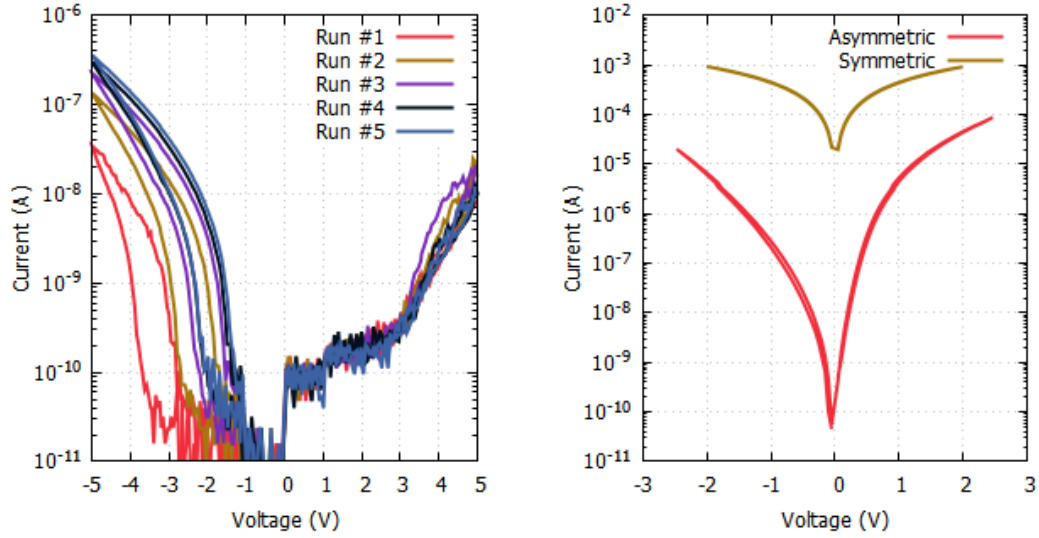 10^-6
10^-7
10^-8
10^-9
10^-10
10^-11
Current (A)
Run #1
Run #2
Run #3
Run #4
Run #5
-5 -4 -3 -2 -1 0 1 2 3 4 5
Voltage (V)
10^-2
10^-3
10^-4
10^-5
10^-6
10^-7
10^-8
10^-9
10^-10
10^-11
Current (A)
Asymmetric
Symmetric
-3 -2 -1 0 1 2 3
Voltage (V)